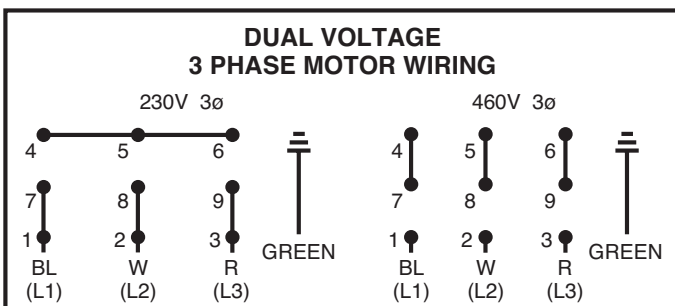 DUAL VOLTAGE
3 PHASE MOTOR WIRING
230V 3ø 460V 3ø
4 5 6 4 5 6
7 8 9 7 8 9
1 2 3 GREEN 1 2 3 GREEN
BL W R BL W R
(L1) (L2) (L3) (L1) (L2) (L3)